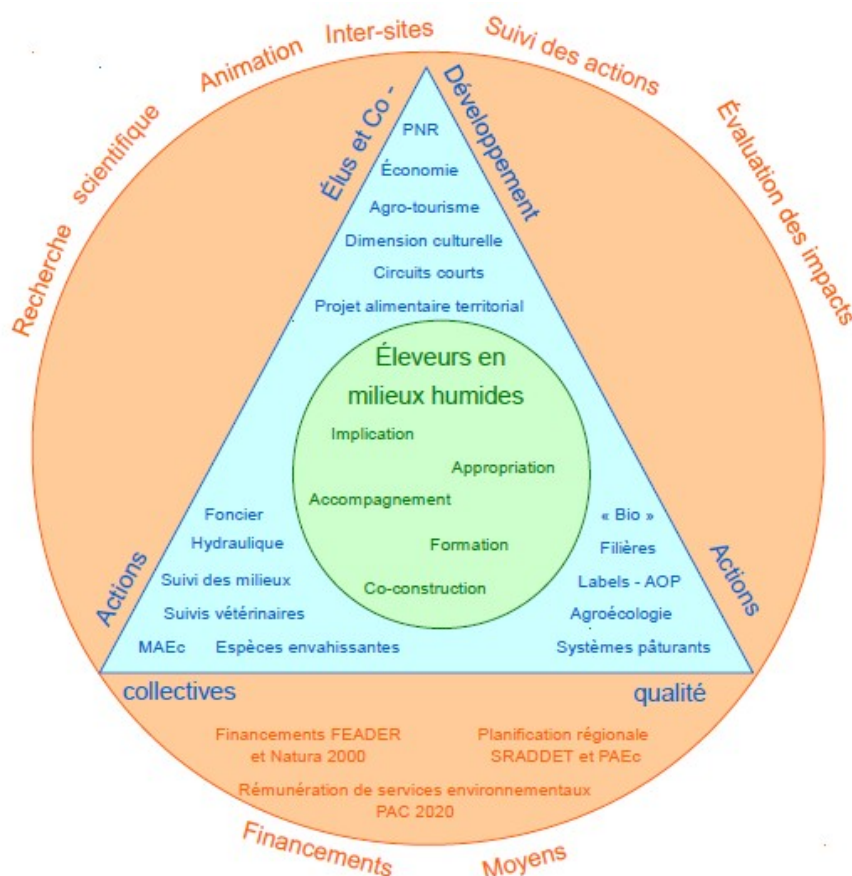 Recherche scientifique
Animation Inter-sites
Suivi des actions
Évaluation des impacts
Élus et Co -
Développement
PNR
Économie
Agro-tourisme
Dimension culturelle
Circuits courts
Projet alimentaire territorial
Éleveurs en
milieux humides
Implication
Appropriation
Accompagnement
Formation
Co-construction
Actions
collectives
Foncier
Hydraulique
Suivi des milieux
Suivis vétérinaires
MAEc Espèces envahissantes
Actions
qualité
« Bio »
Filières
Labels - AOP
Agroécologie
Systèmes pâturants
Financements FEADER
et Natura 2000
Planification régionale
SRADDET et PAEc
Rémunération de services environnementaux
PAC 2020
Financements Moyens